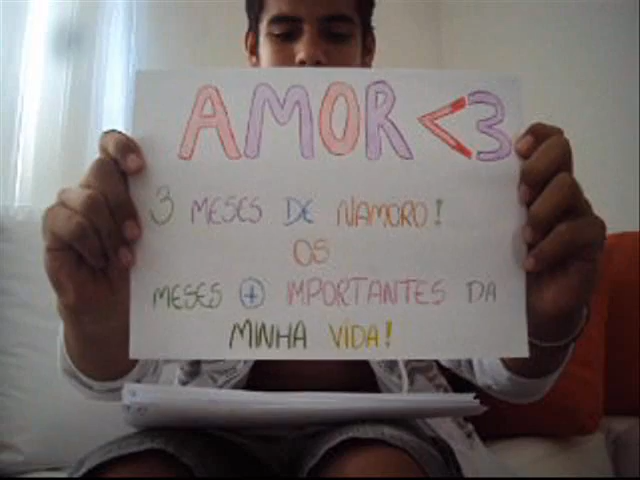 AMOR <3
3 MESES DE NAMORO!
OS
MESES + IMPORTANTES DA
MINHA VIDA!